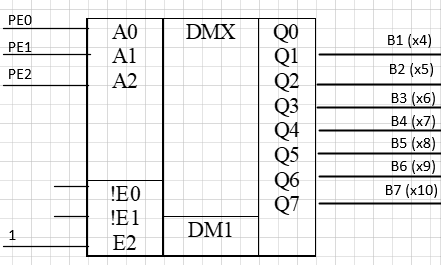 PE0
PE1
PE2
1
A0
A1
A2
!E0
!E1
E2
DMX
DM1
Q0
Q1
Q2
Q3
Q4
Q5
Q6
Q7
B1 (x4)
B2 (x5)
B3 (x6)
B4 (x7)
B5 (x8)
B6 (x9)
B7 (x10)